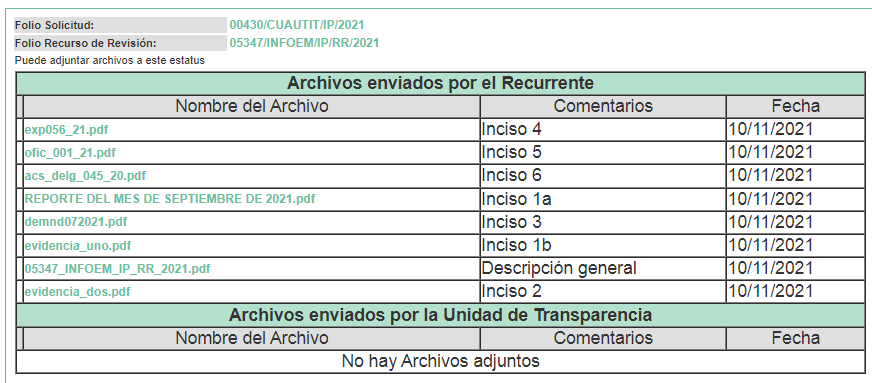 Folio Solicitud: 00430/CUAUTIT/IP/2021
Folio Recurso de Revisión: 05347/INFOEM/IP/RR/2021
Puede adjuntar archivos a este estatus
Archivos enviados por el Recurrente
Nombre del Archivo Comentarios Fecha
exp056_21.pdf Inciso 4 10/11/2021
ofic_001_21.pdf Inciso 5 10/11/2021
acs_delg_045_20.pdf Inciso 6 10/11/2021
REPORTE DEL MES DE SEPTIEMBRE DE 2021.pdf Inciso 1a 10/11/2021
demnd072021.pdf Inciso 3 10/11/2021
evidencia_uno.pdf Inciso 1b 10/11/2021
05347_INFOEM_IP_RR_2021.pdf Descripción general 10/11/2021
evidencia_dos.pdf Inciso 2 10/11/2021
Archivos enviados por la Unidad de Transparencia
Nombre del Archivo Comentarios Fecha
No hay Archivos adjuntos